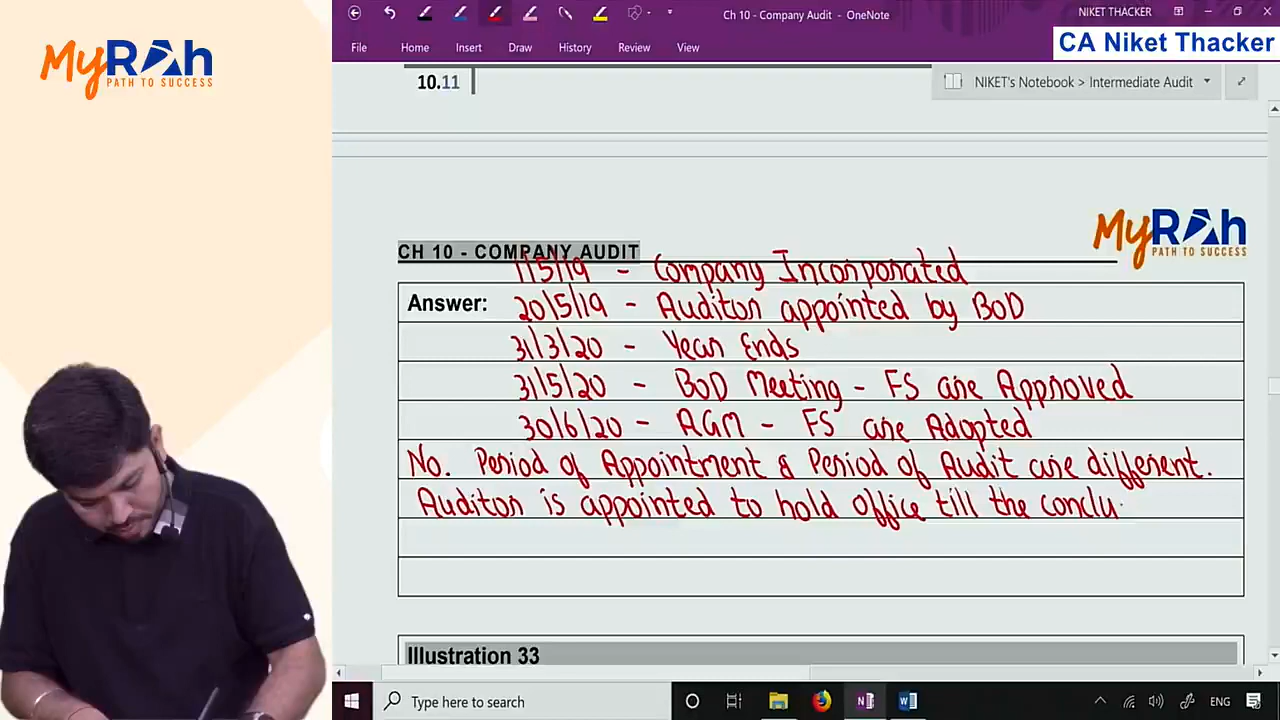 MyRAh
PATH TO SUCCESS
Ch 10 - Company Audit - OneNote
NIKET THACKER
File Home Insert Draw History Review View
CA Niket Thacker
10.11
NIKET's Notebook > Intermediate Audit
MyRAh
PATH TO SUCCESS
CH 10 - COMPANY AUDIT
1/5/19 - Company Incorporated
Answer: 20/5/19 - Auditor appointed by BoD
31/3/20 - Year Ends
31/5/20 - BoD Meeting - FS are Approved
30/6/20 - AGM - FS are Adopted
No. Period of Appointment & Period of Audit are different.
Auditor is appointed to hold office till the conclu
Illustration 33
Type here to search
ENG